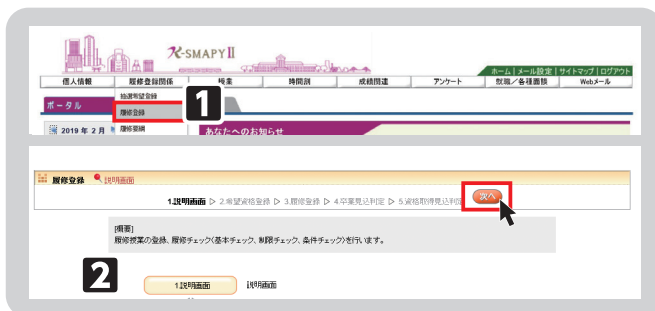 K-SMAPY II
ホーム | メール設定 | サイトマップ | ログアウト
個人情報 履修登録関係 授業 時間割 成績関連 アンケート 就職／各種面談 Webメール
抽選希望登録
ポータル
履修登録
1
2019 年 2 月 履修要綱 あなたへのお知らせ
履修登録 説明画面
1.説明画面 ▷ 2.希望資格登録 ▷ 3.履修登録 ▷ 4.卒業見込判定 ▷ 5.資格取得見込判定 次へ
[概要]
履修授業の登録、履修チェック(基本チェック、制限チェック、条件チェック)を行います。
2
1.説明画面 説明画面